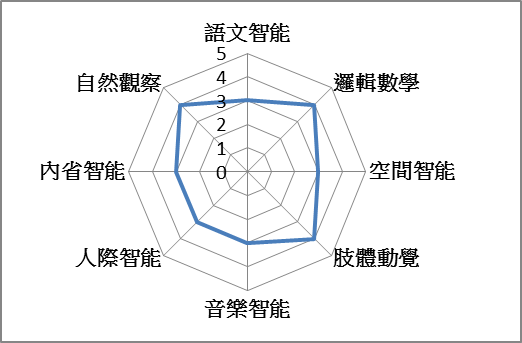 語文智能
邏輯數學
空間智能
肢體動覺
音樂智能
人際智能
內省智能
自然觀察
5
4
3
2
1
0